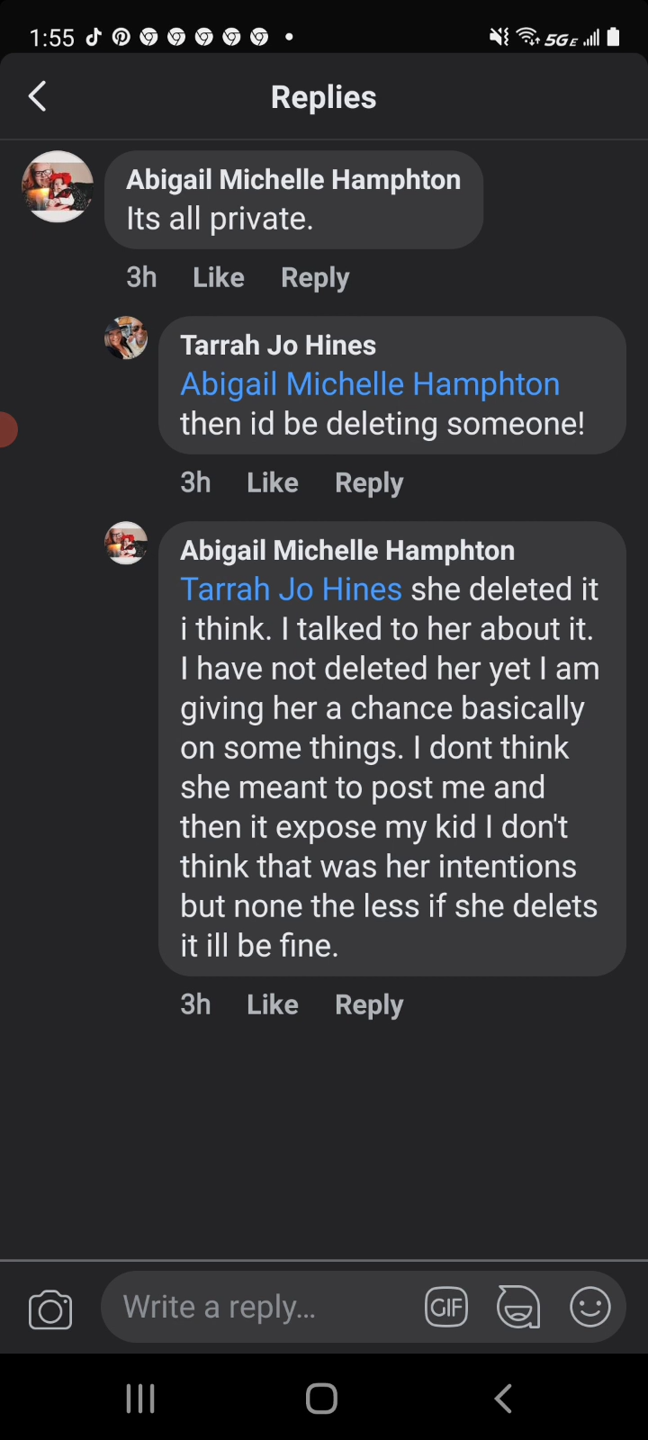 1:55
5GE
Replies
Abigail Michelle Hamphton
Its all private.
3h Like Reply
Tarrah Jo Hines
Abigail Michelle Hamphton
then id be deleting someone!
3h Like Reply
Abigail Michelle Hamphton
Tarrah Jo Hines she deleted it
i think. I talked to her about it.
I have not deleted her yet I am
giving her a chance basically
on some things. I dont think
she meant to post me and
then it expose my kid I don't
think that was her intentions
but none the less if she delets
it ill be fine.
3h Like Reply
Write a reply...
GIF